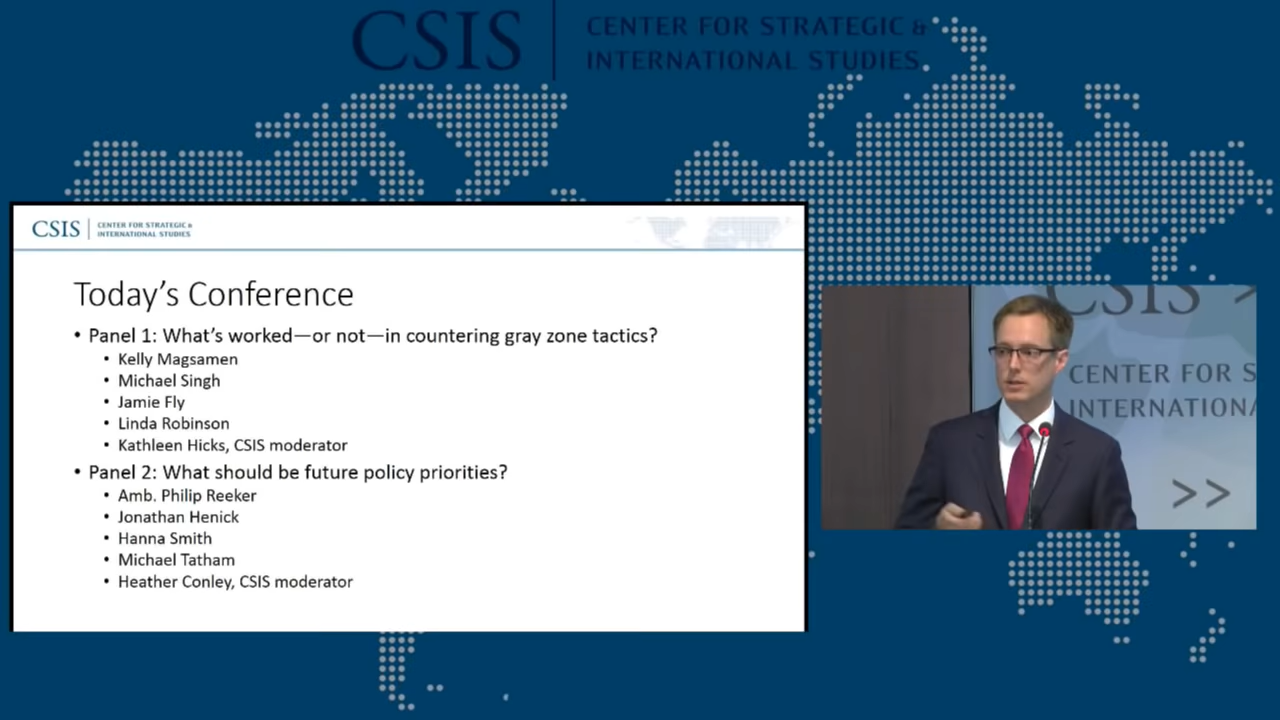 CSIS
CENTER FOR STRATEGIC &
INTERNATIONAL STUDIES
CSIS
CENTER FOR STRATEGIC &
INTERNATIONAL STUDIES
Today's Conference
• Panel 1: What's worked—or not—in countering gray zone tactics?
• Kelly Magsamen
• Michael Singh
• Jamie Fly
• Linda Robinson
• Kathleen Hicks, CSIS moderator
• Panel 2: What should be future policy priorities?
• Amb. Philip Reeker
• Jonathan Henick
• Hanna Smith
• Michael Tatham
• Heather Conley, CSIS moderator
CSIS >
CENTER FOR S
INTERNATIONA
>>